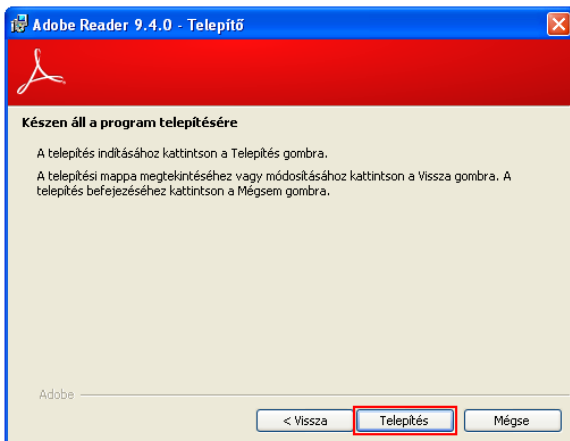 Adobe Reader 9.4.0 - Telepítő
Készen áll a program telepítésére
A telepítés indításához kattintson a Telepítés gombra.
A telepítési mappa megtekintéséhez vagy módosításához kattintson a Vissza gombra. A
telepítés befejezéséhez kattintson a Mégsem gombra.
Adobe
< Vissza Telepítés Mégse